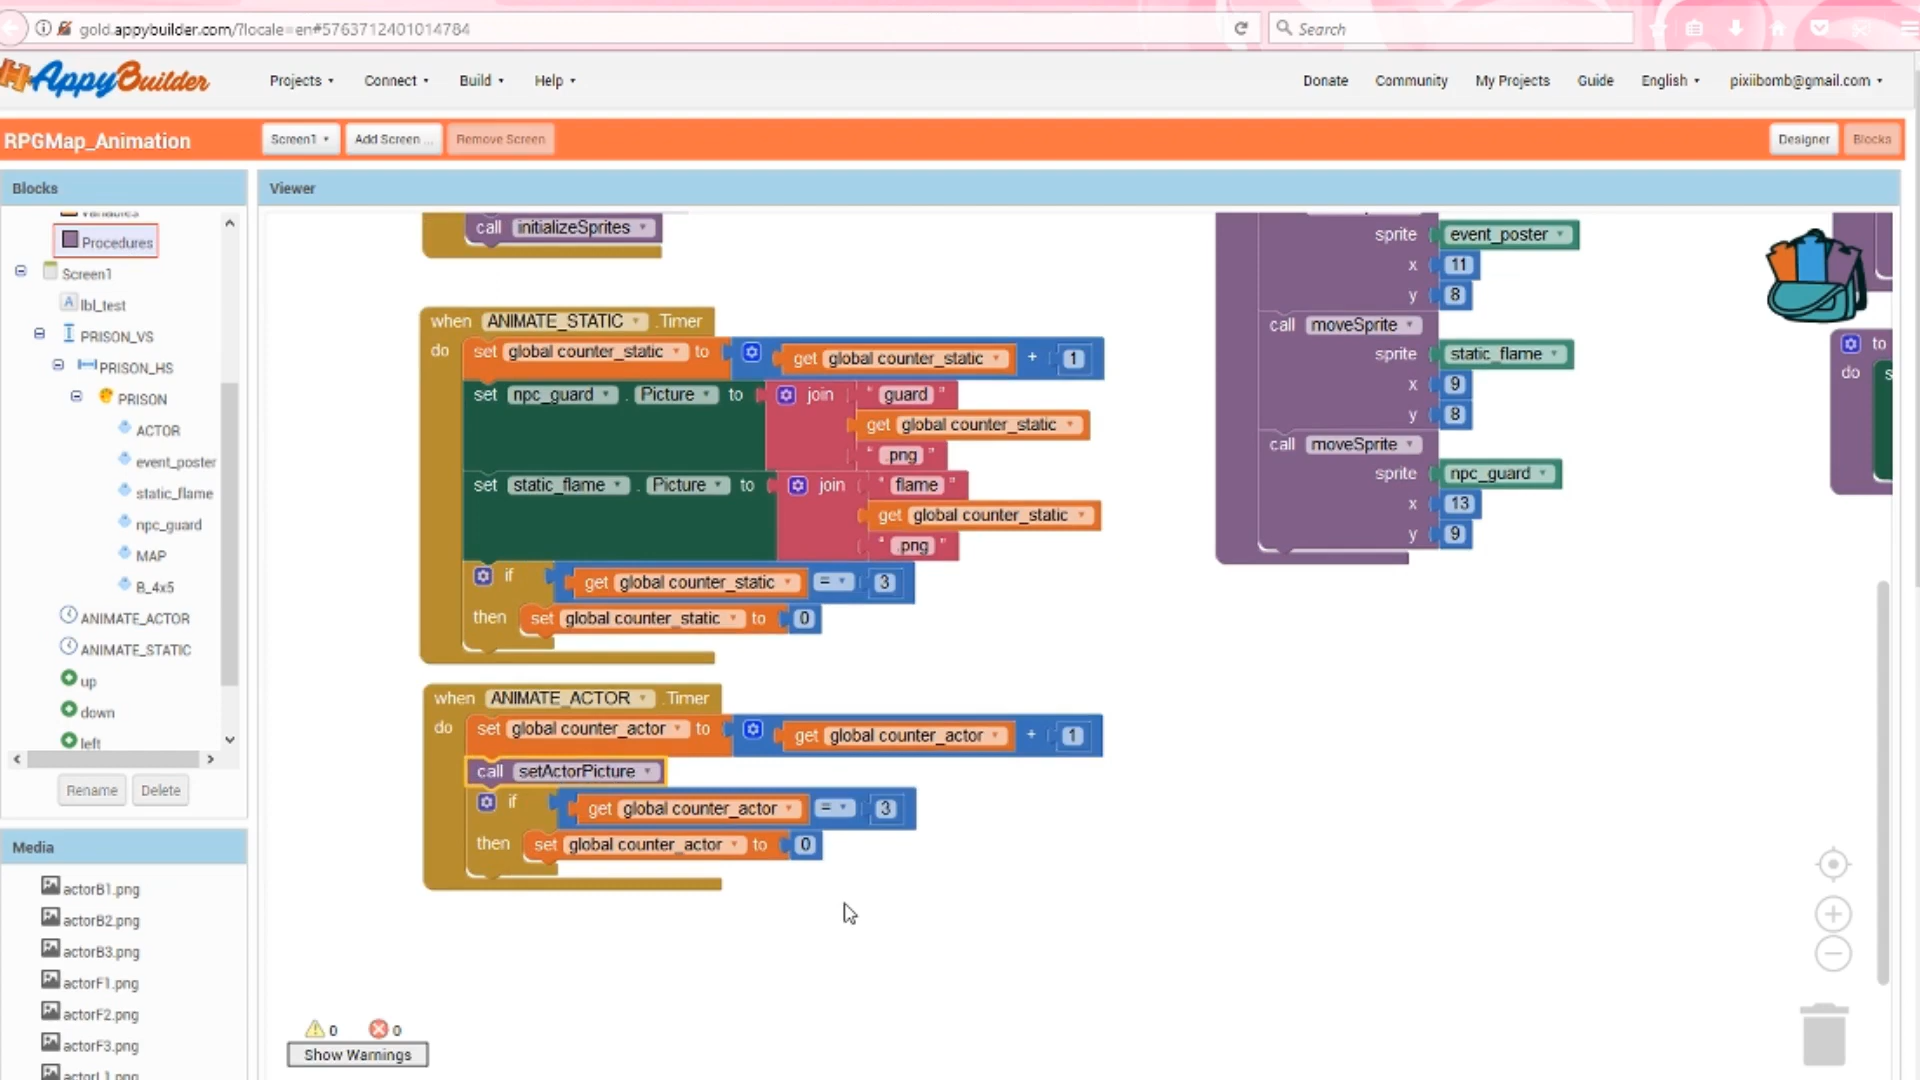 gold.appybuilder.com/?locale=en#5763712401014784
Search
AppyBuilder
Projects
Connect
Build
Help
Donate
Community
My Projects
Guide
English
pixiibomb@gmail.com
RPGMap_Animation
Screen1
Add Screen ...
Remove Screen
Designer
Blocks
Blocks
Viewer
Variables
Procedures
Screen1
lbl_test
PRISON_VS
PRISON_HS
PRISON
ACTOR
event_poster
static_flame
npc_guard
MAP
B_4x5
ANIMATE_ACTOR
ANIMATE_STATIC
up
down
left
Rename
Delete
Media
actorB1.png
actorB2.png
actorB3.png
actorF1.png
actorF2.png
actorF3.png
actorL1.png
call initializeSprites
when ANIMATE_STATIC .Timer
do set global counter_static to get global counter_static + 1
set npc_guard . Picture to join " guard "
get global counter_static
" .png "
set static_flame . Picture to join " flame "
get global counter_static
" .png "
if get global counter_static = 3
then set global counter_static to 0
when ANIMATE_ACTOR .Timer
do set global counter_actor to get global counter_actor + 1
call setActorPicture
if get global counter_actor = 3
then set global counter_actor to 0
sprite event_poster
x 11
y 8
call moveSprite
sprite static_flame
x 9
y 8
call moveSprite
sprite npc_guard
x 13
y 9
to
do s
0 0
Show Warnings